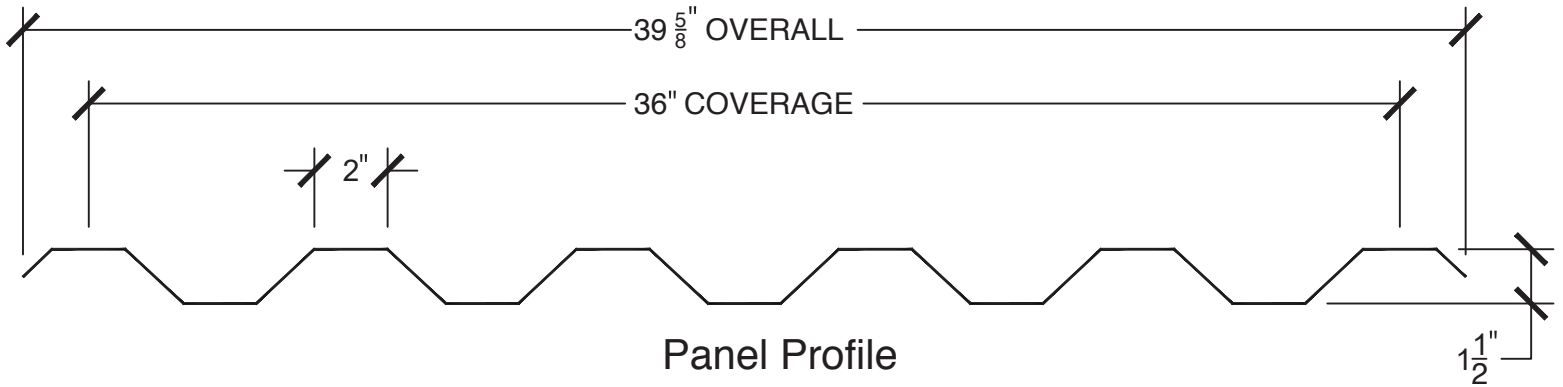 39 5/8" OVERALL
36" COVERAGE
2"
Panel Profile
1 1/2"